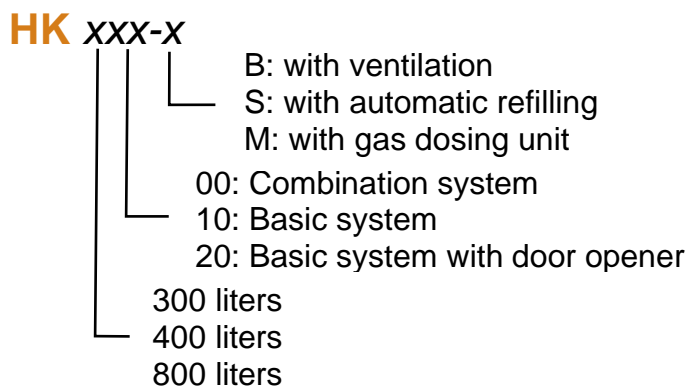 HK xxx-x
B: with ventilation
S: with automatic refilling
M: with gas dosing unit
00: Combination system
10: Basic system
20: Basic system with door opener
300 liters
400 liters
800 liters